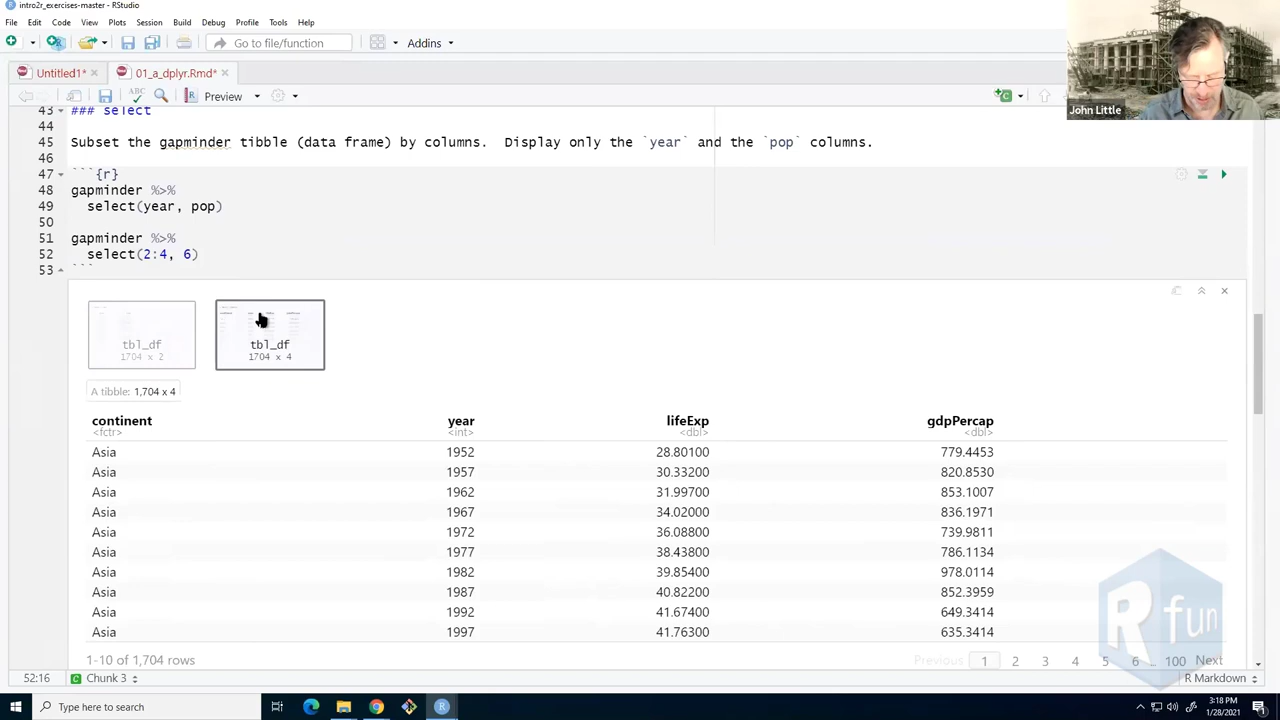 intro2r_exercises-master - RStudio
File Edit Code View Plots Session Build Debug Profile Tools Help
Go to file/function Addins
Untitled1* 01_a_dplyr.Rmd*
ABC Preview
John Little
43 ### select
44
45 Subset the gapminder tibble (data frame) by columns.  Display only the `year` and the `pop` columns.
46
47 ```{r}
48 gapminder %>%
49 select(year, pop)
50
51 gapminder %>%
52 select(2:4, 6)
53 ```
tbl_df tbl_df
1704 x 2 1704 x 4
A tibble: 1,704 x 4
continent year lifeExp gdpPercap
<fctr> <int> <dbl> <dbl>
Asia 1952 28.80100 779.4453
Asia 1957 30.33200 820.8530
Asia 1962 31.99700 853.1007
Asia 1967 34.02000 836.1971
Asia 1972 36.08800 739.9811
Asia 1977 38.43800 786.1134
Asia 1982 39.85400 978.0114
Asia 1987 40.82200 852.3959
Asia 1992 41.67400 649.3414
Asia 1997 41.76300 635.3414
1-10 of 1,704 rows Previous 1 2 3 4 5 6 ... 100 Next
R fun
52:16 Chunk 3 R Markdown
Type here to search
3:18 PM
1/28/2021